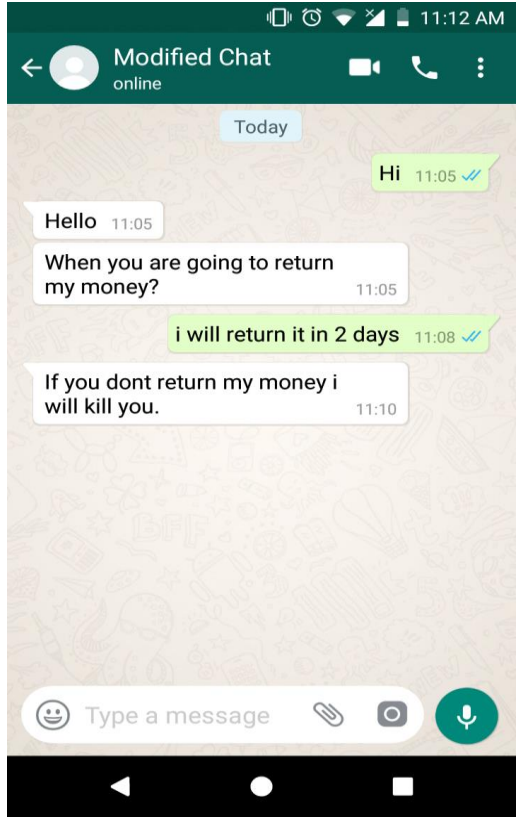 11:12 AM
Modified Chat
online
Today
Hi 11:05
Hello 11:05
When you are going to return
my money? 11:05
i will return it in 2 days 11:08
If you dont return my money i
will kill you. 11:10
Type a message